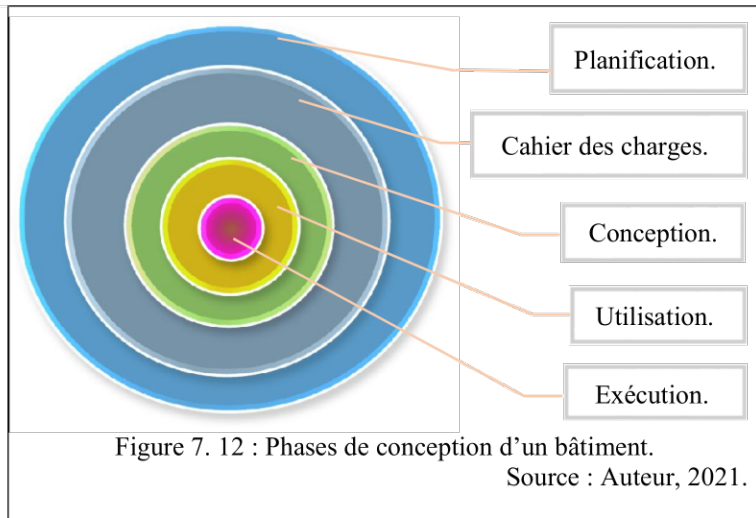 Planification.
Cahier des charges.
Conception.
Utilisation.
Exécution.
Figure 7. 12 : Phases de conception d’un bâtiment.
Source : Auteur, 2021.